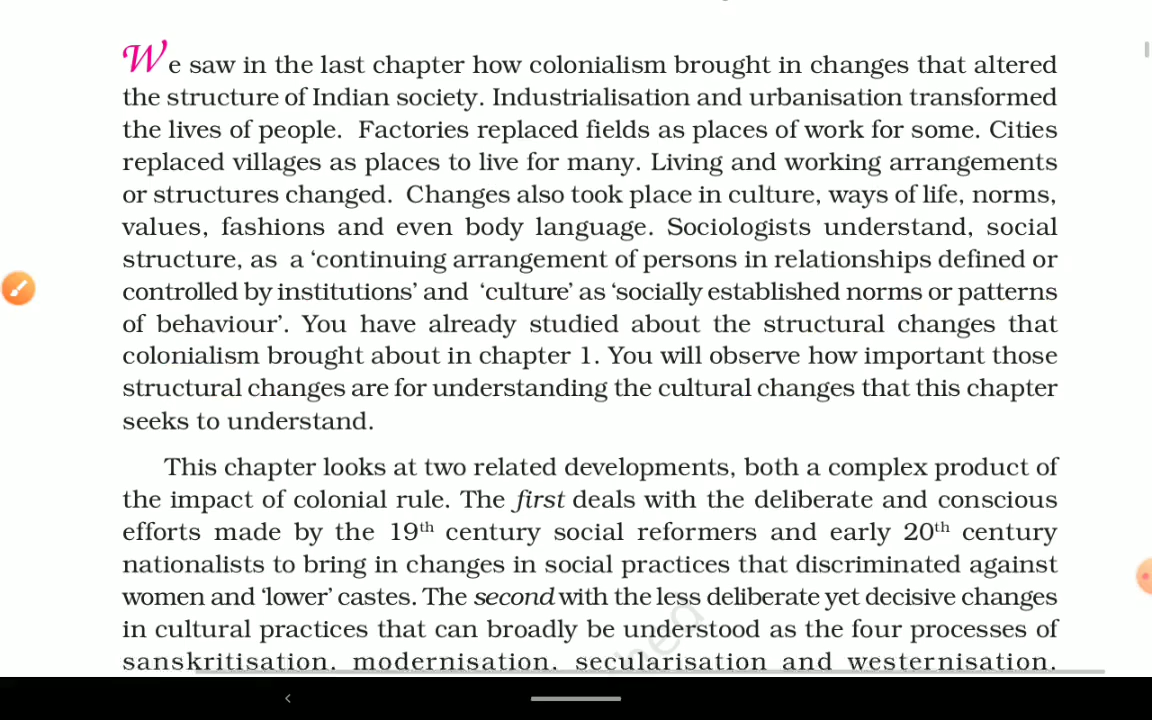 We saw in the last chapter how colonialism brought in changes that altered
the structure of Indian society. Industrialisation and urbanisation transformed
the lives of people. Factories replaced fields as places of work for some. Cities
replaced villages as places to live for many. Living and working arrangements
or structures changed. Changes also took place in culture, ways of life, norms,
values, fashions and even body language. Sociologists understand, social
structure, as a ‘continuing arrangement of persons in relationships defined or
controlled by institutions’ and ‘culture’ as ‘socially established norms or patterns
of behaviour’. You have already studied about the structural changes that
colonialism brought about in chapter 1. You will observe how important those
structural changes are for understanding the cultural changes that this chapter
seeks to understand.
This chapter looks at two related developments, both a complex product of
the impact of colonial rule. The first deals with the deliberate and conscious
efforts made by the 19th century social reformers and early 20th century
nationalists to bring in changes in social practices that discriminated against
women and ‘lower’ castes. The second with the less deliberate yet decisive changes
in cultural practices that can broadly be understood as the four processes of
sanskritisation, modernisation, secularisation and westernisation.